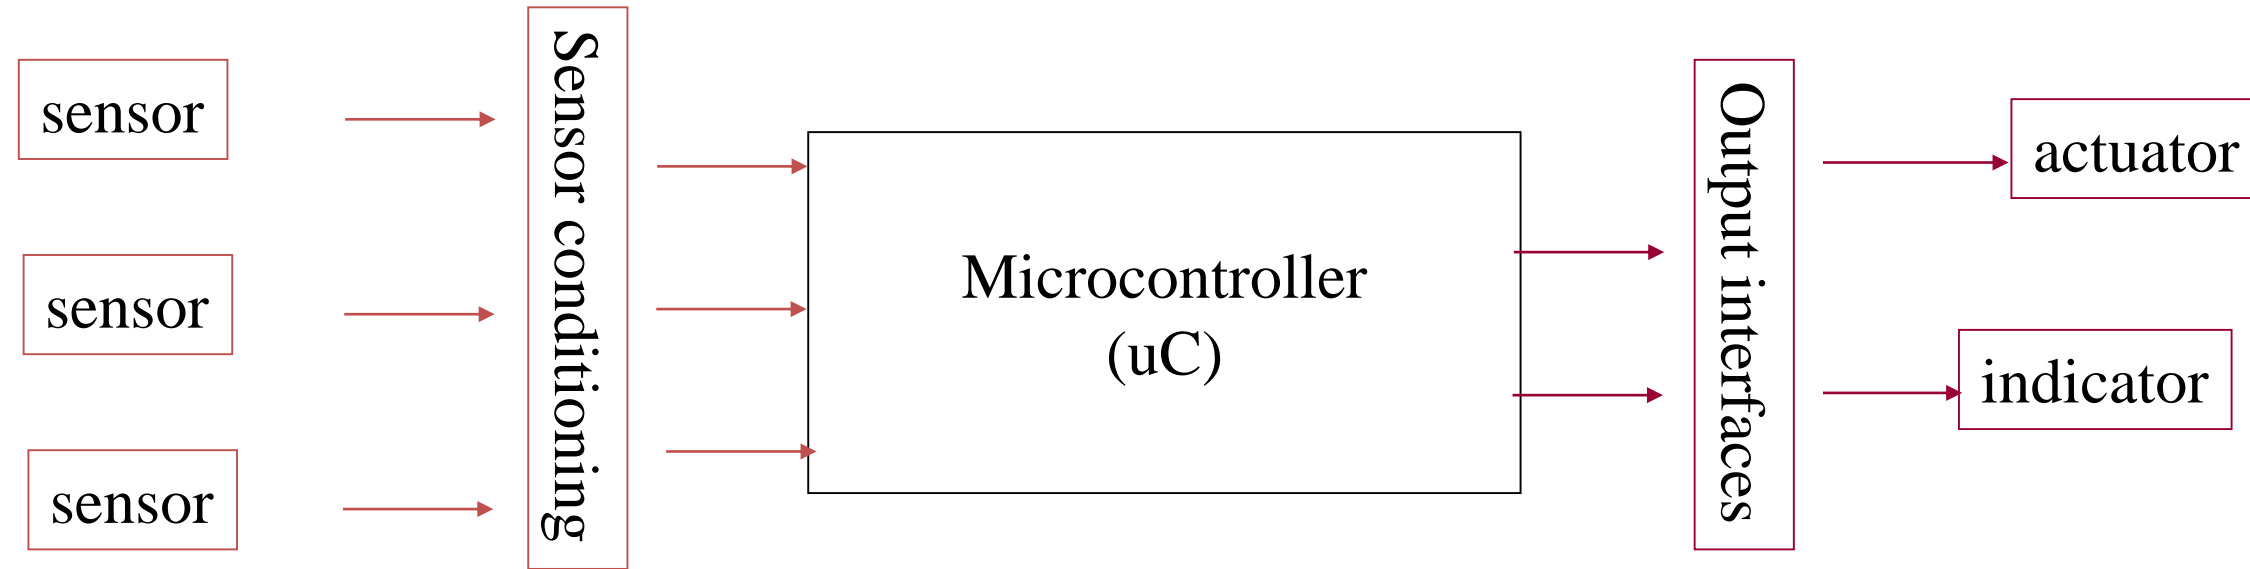 sensor
sensor
sensor
Sensor conditioning
Microcontroller
(uC)
Output interfaces
actuator
indicator